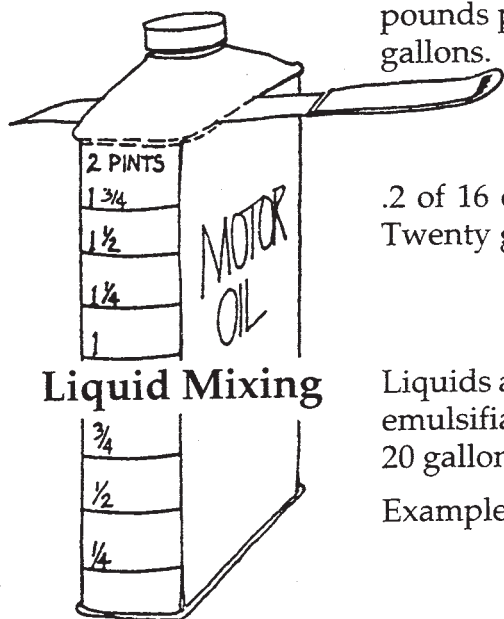 pounds p
gallons.
2 PINTS
1 3/4
1 1/2
1 1/4
1
MOTOR
OIL
.2 of 16
Twenty g
Liquid Mixing
3/4
1/2
1/4
Liquids a
emulsifia
20 gallon
Example